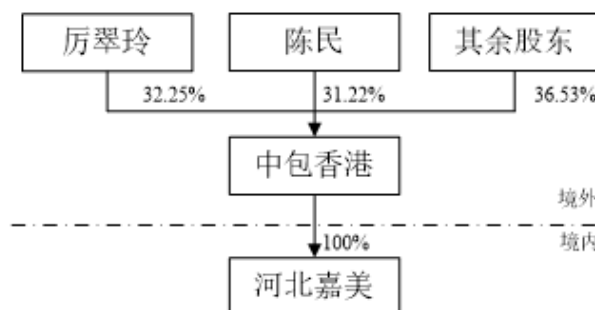 厉翠玲
陈民
其余股东
32.25%
31.22%
36.53%
中包香港
境外
境内
100%
河北嘉美